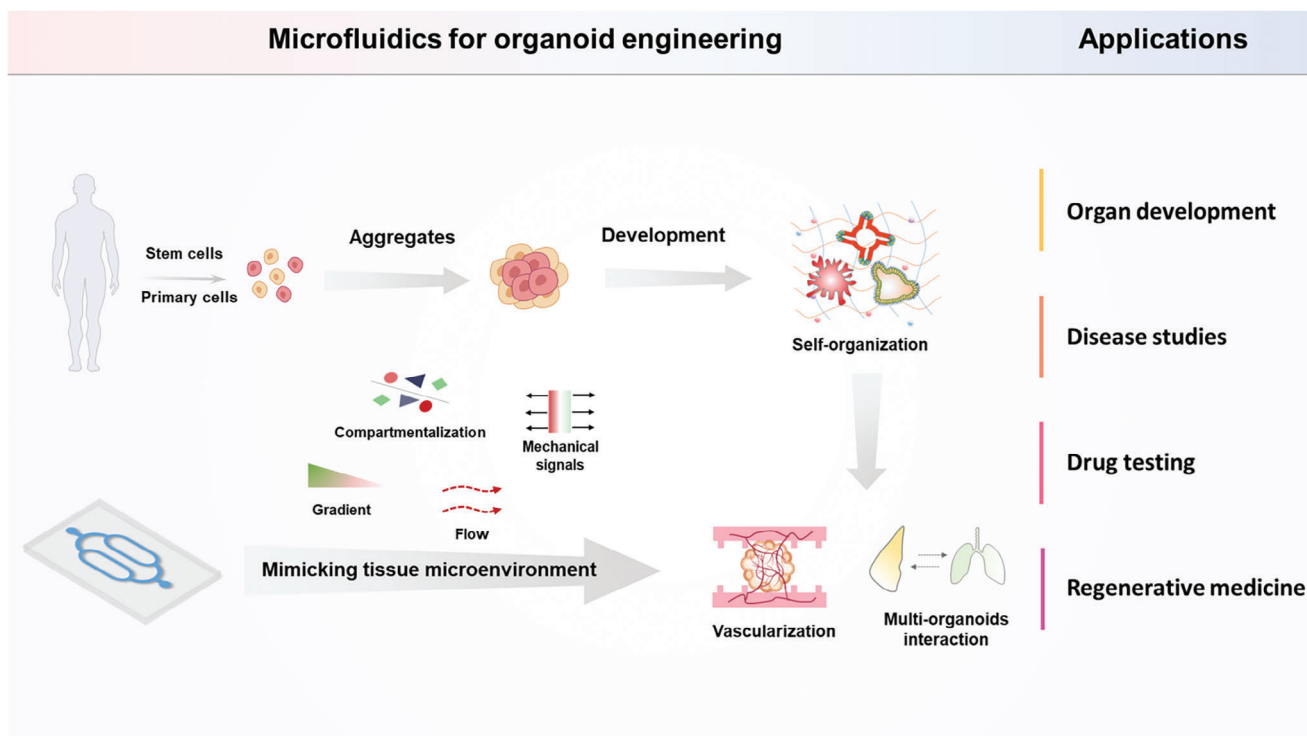 Microfluidics for organoid engineering
Applications
Stem cells
Primary cells
Aggregates
Development
Self-organization
Compartmentalization
Mechanical
signals
Gradient
Flow
Mimicking tissue microenvironment
Vascularization
Multi-organoids
interaction
Organ development
Disease studies
Drug testing
Regenerative medicine